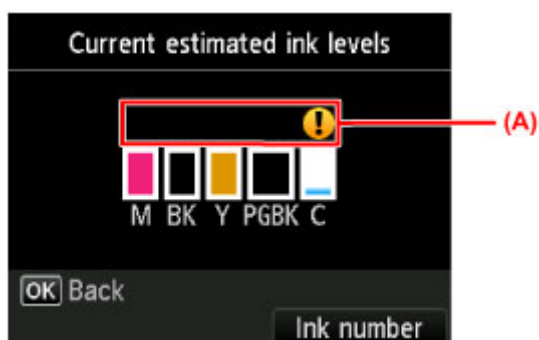 Current estimated ink levels
(A)
M BK Y PGBK C
OK Back
Ink number